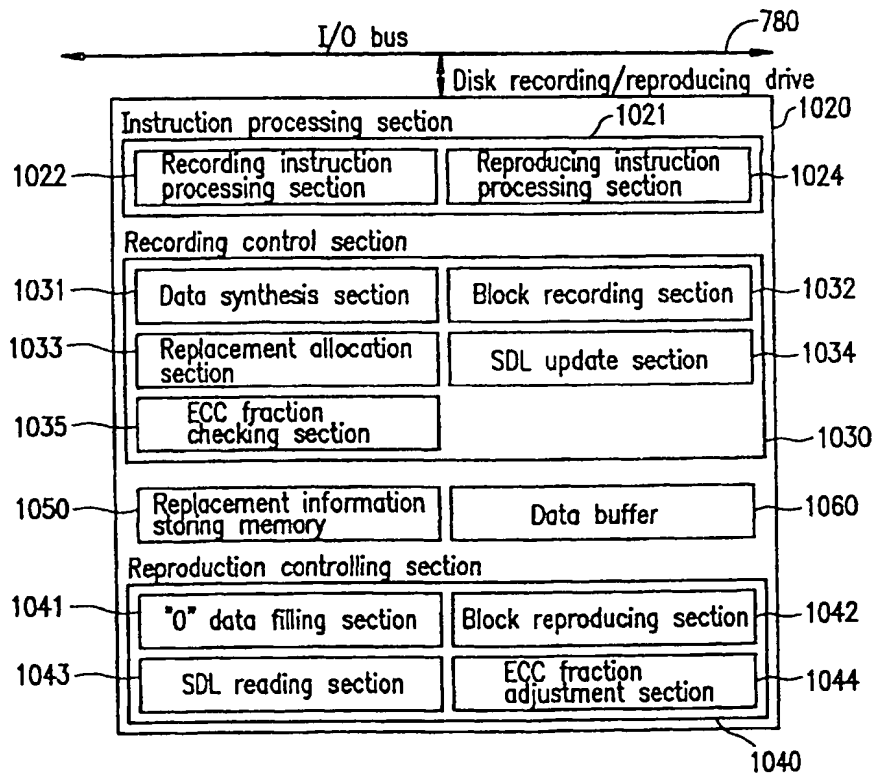 I/O bus
780
Disk recording/reproducing drive
1020
Instruction processing section
1021
1022
Recording instruction
processing section
Reproducing instruction
processing section
1024
Recording control section
1031
Data synthesis section
Block recording section
1032
1033
Replacement allocation
section
SDL update section
1034
1035
ECC fraction
checking section
1030
1050
Replacement information
storing memory
Data buffer
1060
Reproduction controlling section
1041
"0" data filling section
Block reproducing section
1042
1043
SDL reading section
ECC fraction
adjustment section
1044
1040